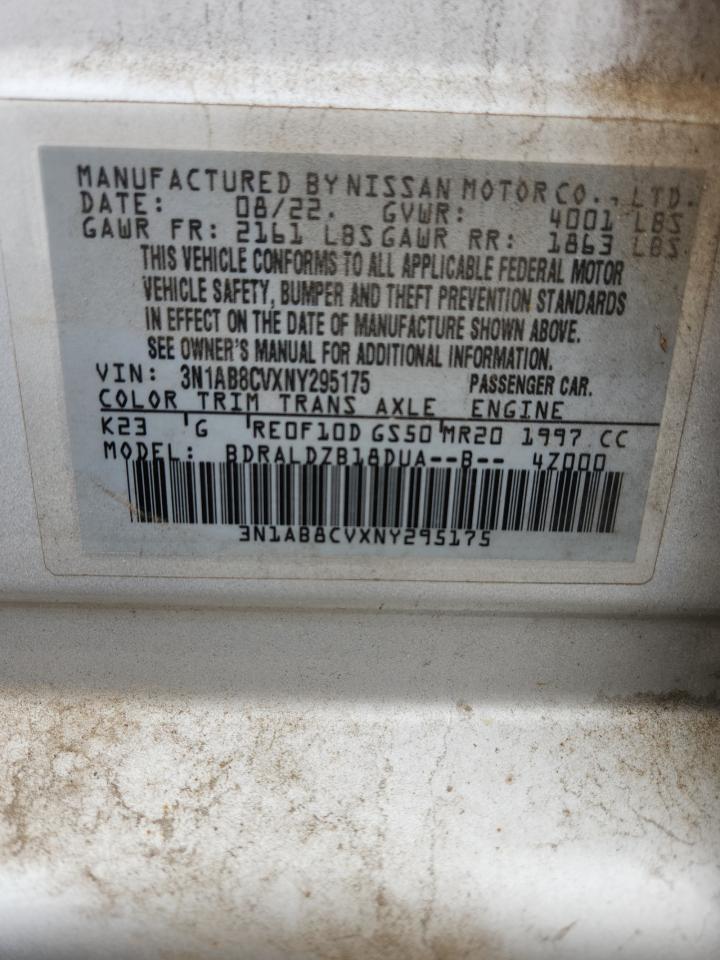 MANUFACTURED BY NISSAN MOTOR CO., LTD.
DATE: 08/22. GVWR: 4001 LBS
GAWR FR: 2161 LBS GAWR RR: 1863 LBS
THIS VEHICLE CONFORMS TO ALL APPLICABLE FEDERAL MOTOR
VEHICLE SAFETY, BUMPER AND THEFT PREVENTION STANDARDS
IN EFFECT ON THE DATE OF MANUFACTURE SHOWN ABOVE.
SEE OWNER'S MANUAL FOR ADDITIONAL INFORMATION.
VIN: 3N1AB8CVXNY295175 PASSENGER CAR.
COLOR TRIM TRANS AXLE ENGINE
K23 G RE0F10D GS50 MR20 1997 CC
MODEL: BDRALDZB18DUA--B-- 4Z000
3N1AB8CVXNY295175